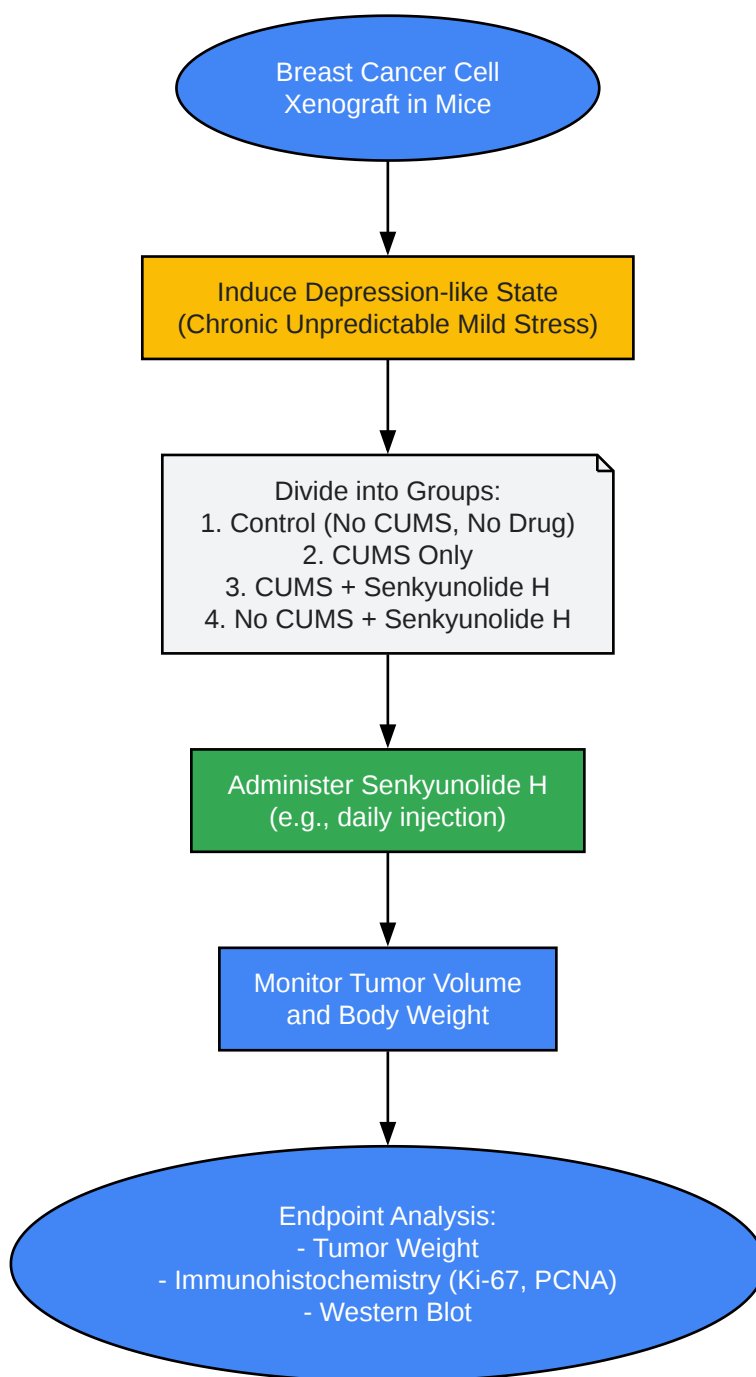 Breast Cancer Cell
Xenograft in Mice
Induce Depression-like State
(Chronic Unpredictable Mild Stress)
Divide into Groups:
1. Control (No CUMS, No Drug)
2. CUMS Only
3. CUMS + Senkyunolide H
4. No CUMS + Senkyunolide H
Administer Senkyunolide H
(e.g., daily injection)
Monitor Tumor Volume
and Body Weight
Endpoint Analysis:
- Tumor Weight
- Immunohistochemistry (Ki-67, PCNA)
- Western Blot